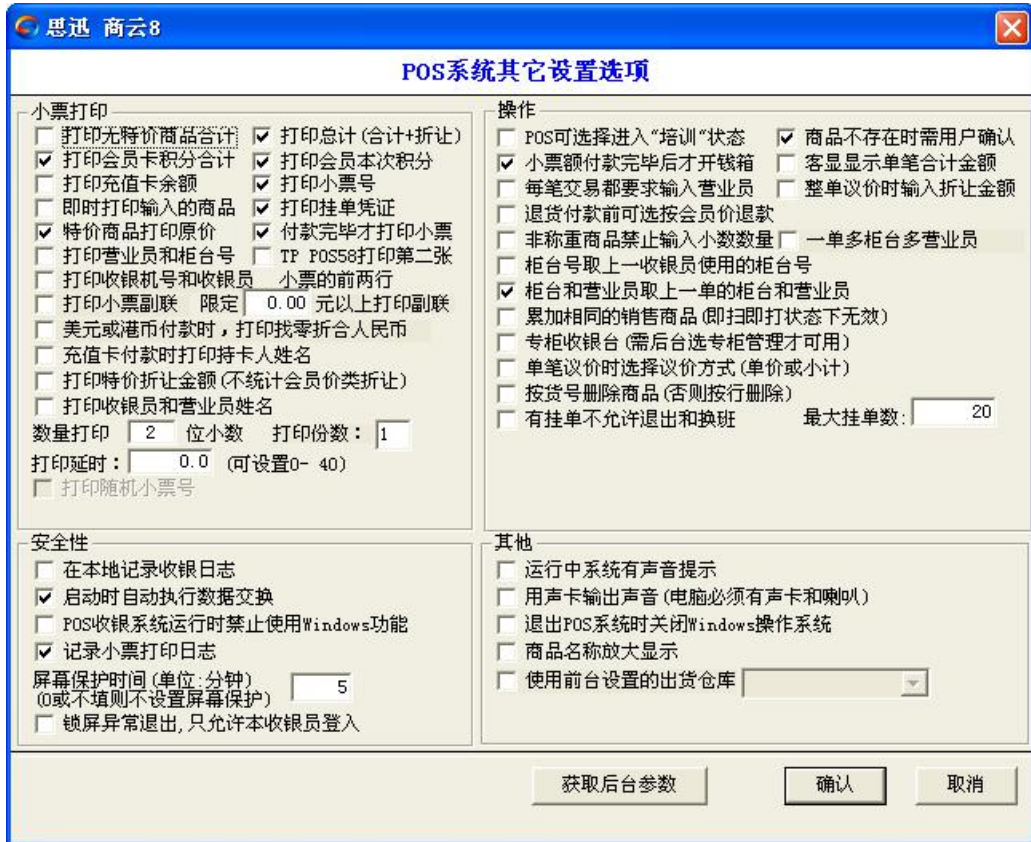 思迅 商云8
POS系统其它设置选项
小票打印
打印无特价商品合计 打印总计(合计+折让)
打印会员卡积分合计 打印会员本次积分
打印充值卡余额 打印小票号
即时打印输入的商品 打印挂单凭证
特价商品打印原价 付款完毕才打印小票
打印营业员和柜台号 TP POS58打印第二张
打印收银机号和收银员 小票的前两行
打印小票副联 限定 0.00 元以上打印副联
美元或港币付款时，打印找零折合人民币
充值卡付款时打印持卡人姓名
打印特价折让金额(不统计会员价类折让)
打印收银员和营业员姓名
数量打印 2 位小数 打印份数： 1
打印延时： 0.0 (可设置0- 40)
打印随机小票号
操作
POS可选择进入“培训“状态 商品不存在时需用户确认
小票额付款完毕后才开钱箱 客显显示单笔合计金额
每笔交易都要求输入营业员 整单议价时输入折让金额
退货付款前可选按会员价退款
非称重商品禁止输入小数数量 一单多柜台多营业员
柜台号取上一收银员使用的柜台号
柜台和营业员取上一单的柜台和营业员
累加相同的销售商品(即扫即打状态下无效)
专柜收银台(需后台选专柜管理才可用)
单笔议价时选择议价方式(单价或小计)
按货号删除商品(否则按行删除)
有挂单不允许退出和换班 最大挂单数: 20
安全性
在本地记录收银日志
启动时自动执行数据交换
POS收银系统运行时禁止使用Windows功能
记录小票打印日志
屏幕保护时间(单位:分钟) 5
(0或不填则不设置屏幕保护)
锁屏异常退出,只允许本收银员登入
其他
运行中系统有声音提示
用声卡输出声音(电脑必须有声卡和喇叭)
退出POS系统时关闭Windows操作系统
商品名称放大显示
使用前台设置的出货仓库
获取后台参数 确认 取消